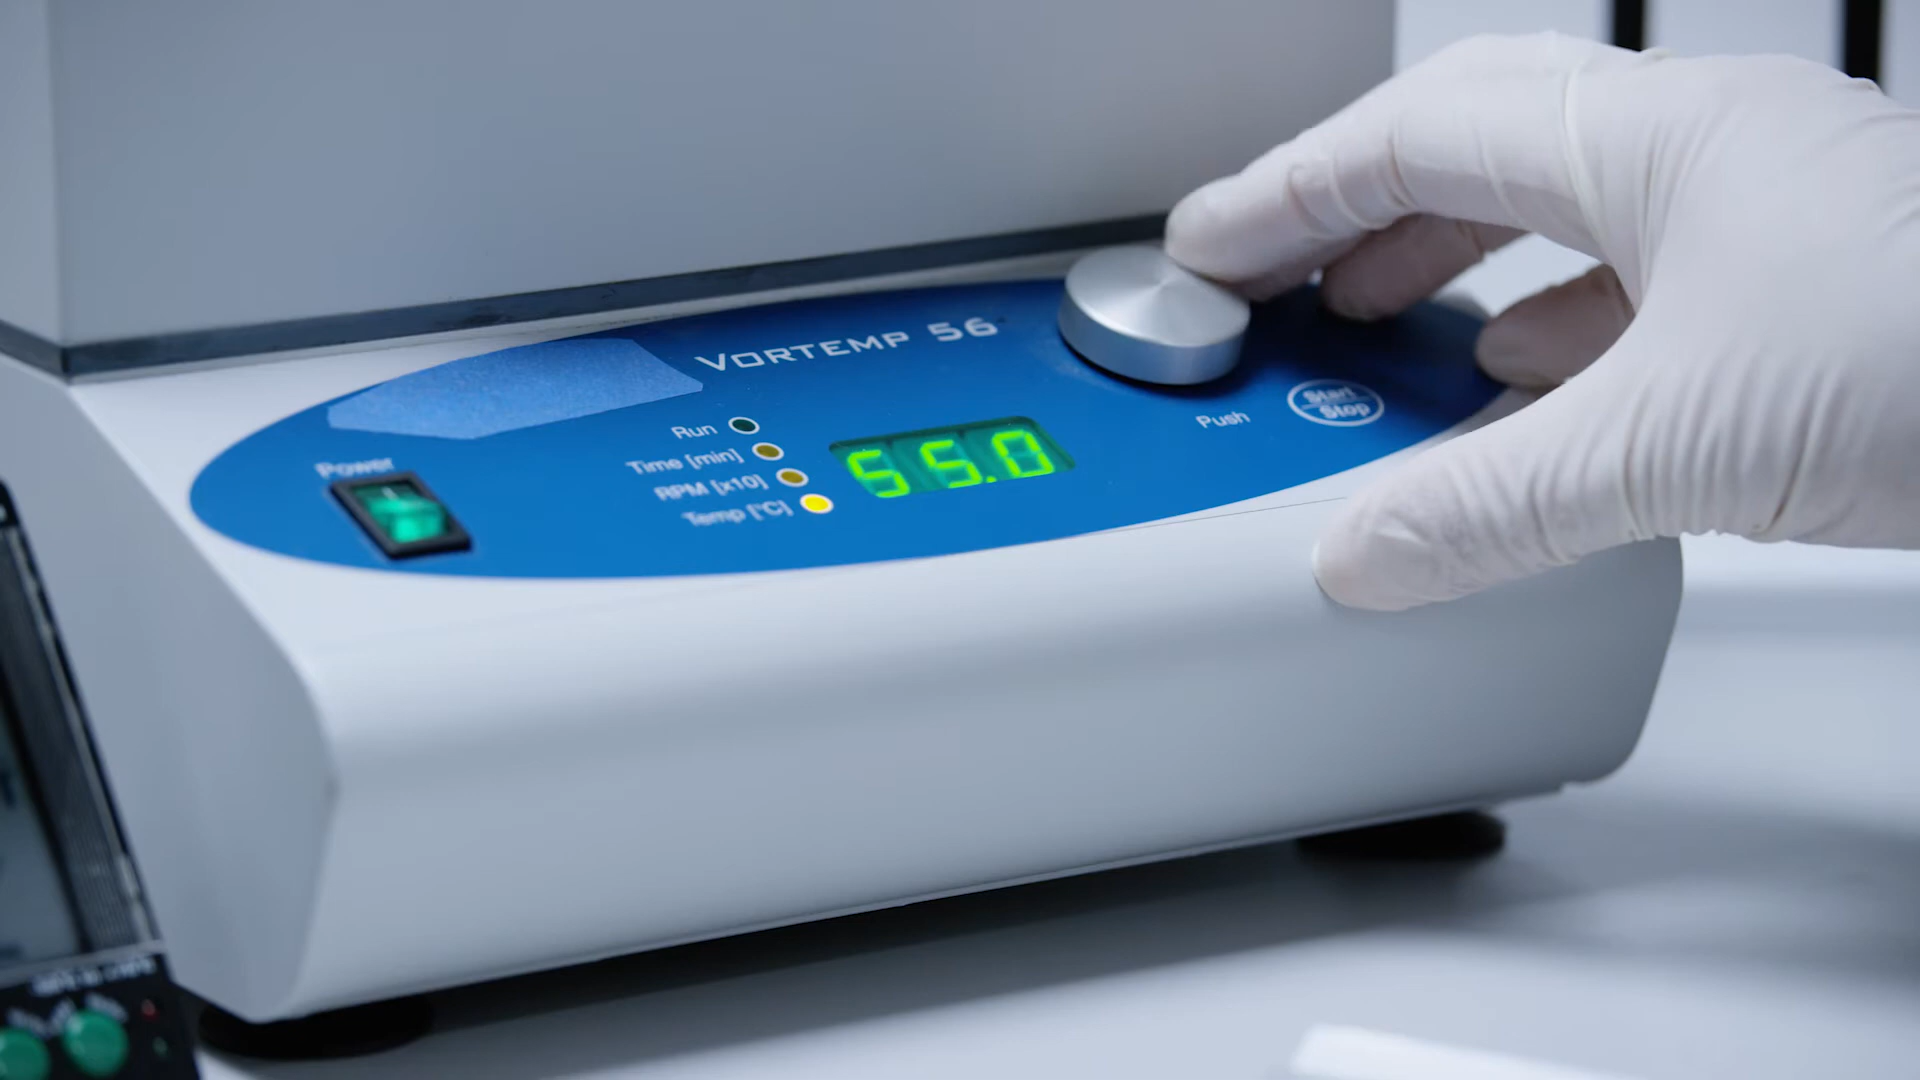 VORTEMP 56
Power
Run
Time [min]
RPM [x10]
Temp [°C]
55.0
Push
Start
Stop